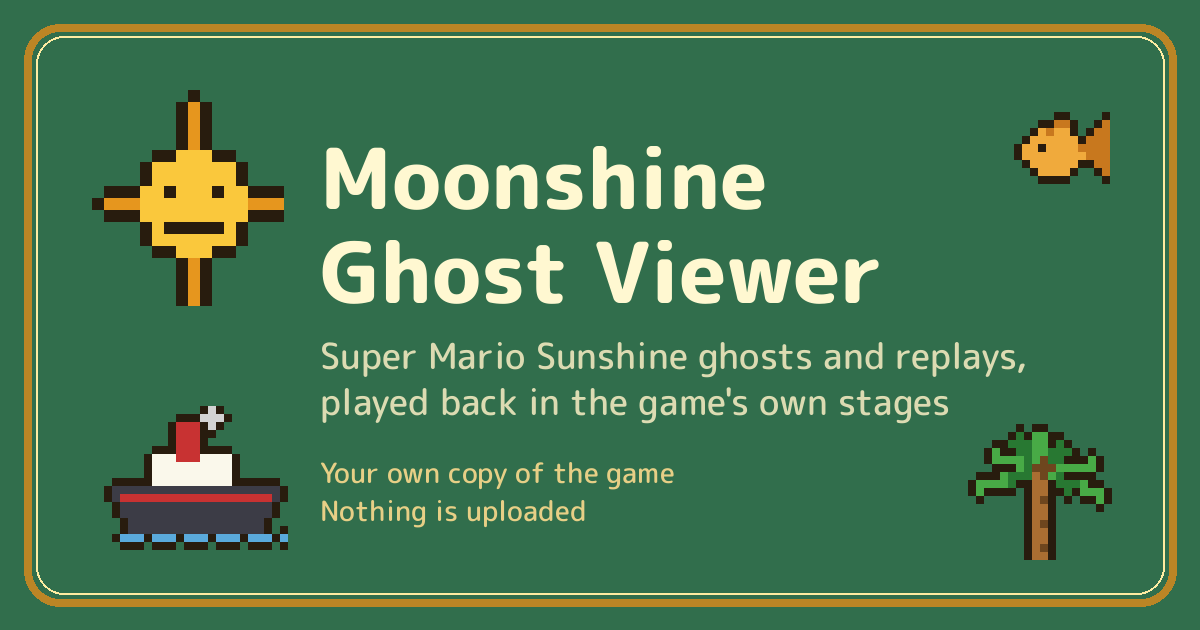 Moonshine
Ghost Viewer
Super Mario Sunshine ghosts and replays,
played back in the game's own stages
Your own copy of the game
Nothing is uploaded